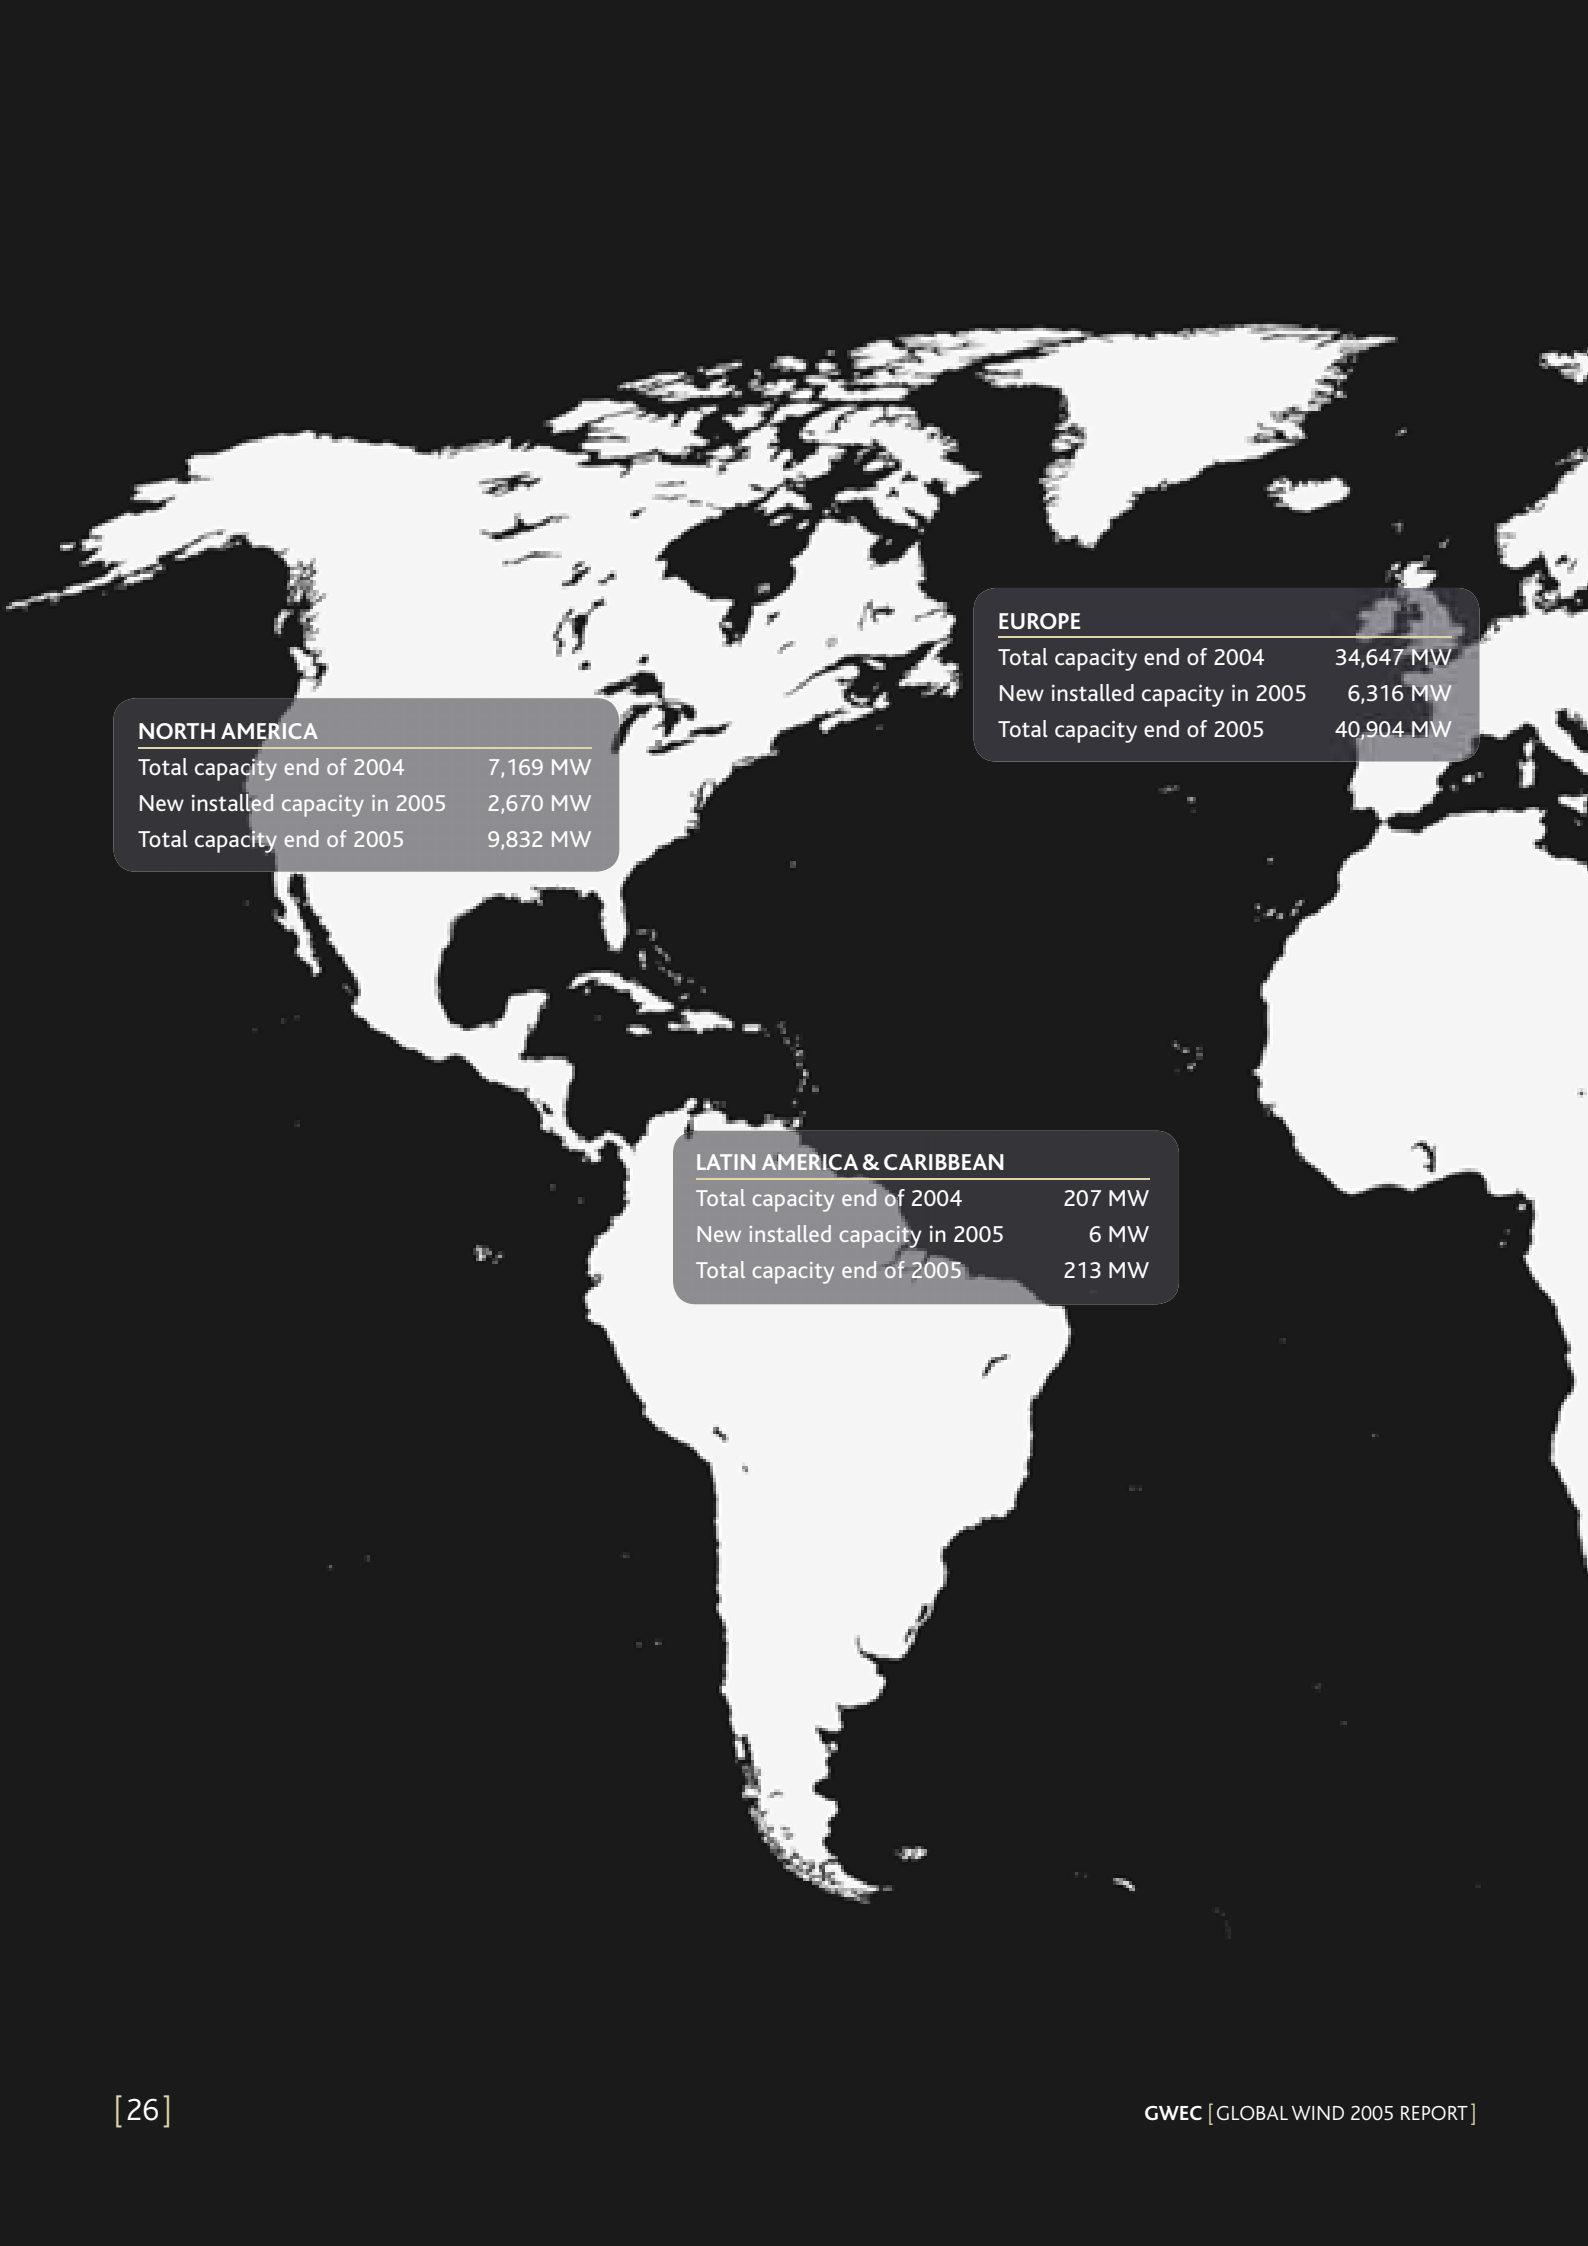 EUROPE
Total capacity end of 2004 34,647 MW
New installed capacity in 2005 6,316 MW
Total capacity end of 2005 40,904 MW
NORTH AMERICA
Total capacity end of 2004 7,169 MW
New installed capacity in 2005 2,670 MW
Total capacity end of 2005 9,832 MW
LATIN AMERICA & CARIBBEAN
Total capacity end of 2004 207 MW
New installed capacity in 2005 6 MW
Total capacity end of 2005 213 MW
[26]
GWEC [GLOBAL WIND 2005 REPORT]